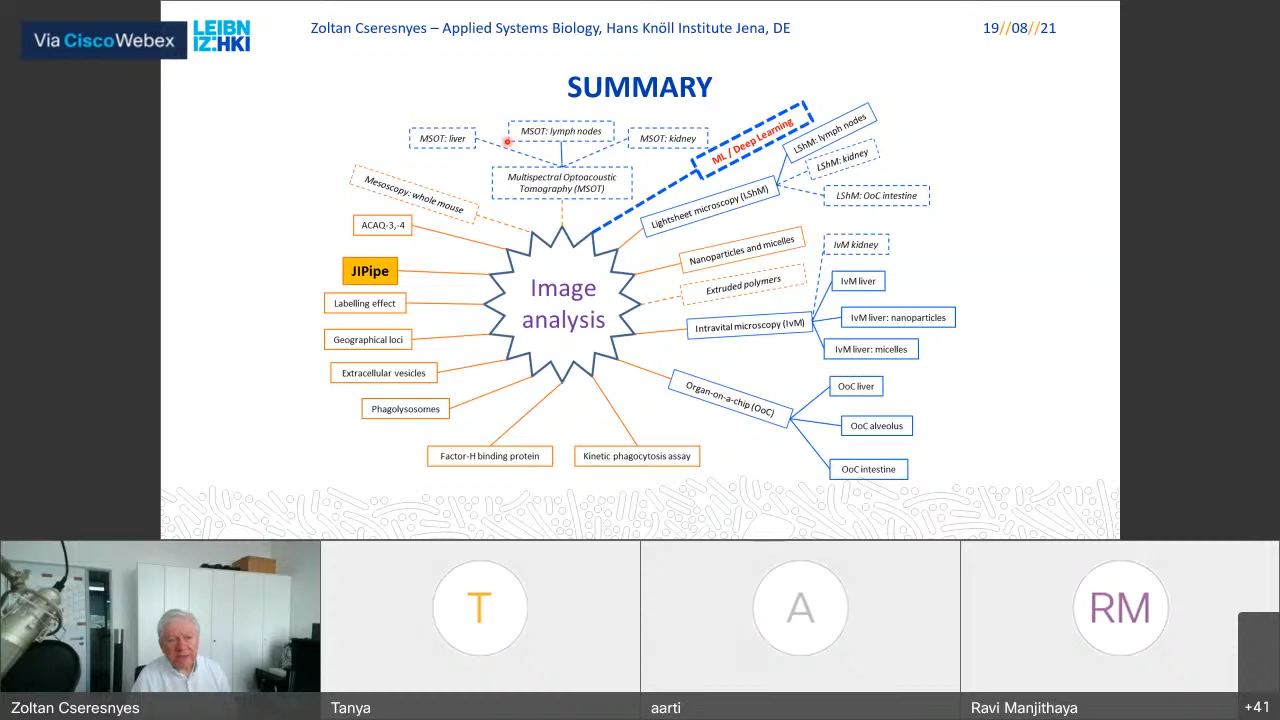 Via Cisco Webex
LEIBN
IZ:HKI
Zoltan Cseresnyes – Applied Systems Biology, Hans Knöll Institute Jena, DE
19//08//21
SUMMARY
MSOT: liver
MSOT: lymph nodes
MSOT: kidney
Multispectral Optoacoustic
Tomography (MSOT)
ML / Deep Learning
LShM: lymph nodes
LShM: kidney
LShM: OoC intestine
Lightsheet microscopy (LShM)
Mesoscopy: whole mouse
ACAQ-3,-4
JIPipe
Labelling effect
Geographical loci
Extracellular vesicles
Phagolysosomes
Factor-H binding protein
Kinetic phagocytosis assay
Image
analysis
Nanoparticles and micelles
Extruded polymers
Intravital microscopy (IvM)
IvM kidney
IvM liver
IvM liver: nanoparticles
IvM liver: micelles
Organ-on-a-chip (OoC)
OoC liver
OoC alveolus
OoC intestine
T
A
RM
Zoltan Cseresnyes
Tanya
aarti
Ravi Manjithaya
+41